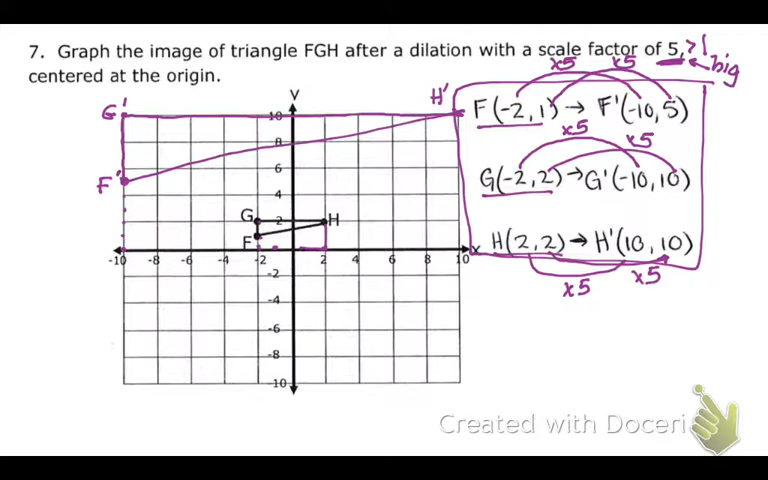 7. Graph the image of triangle FGH after a dilation with a scale factor of 5, >1
centered at the origin.
big
x5 x5
F(-2,1)→ F'(-10,5)
x5 x5
G(-2,2)→G'(-10,10)
H(2,2)→H'(10,10)
x5 x5
G' H'
F'
G H
F
y
10
8
6
4
2
-10 -8 -6 -4 -2 2 4 6 8 10 x
-2
-4
-6
-8
-10
Created with Doceri